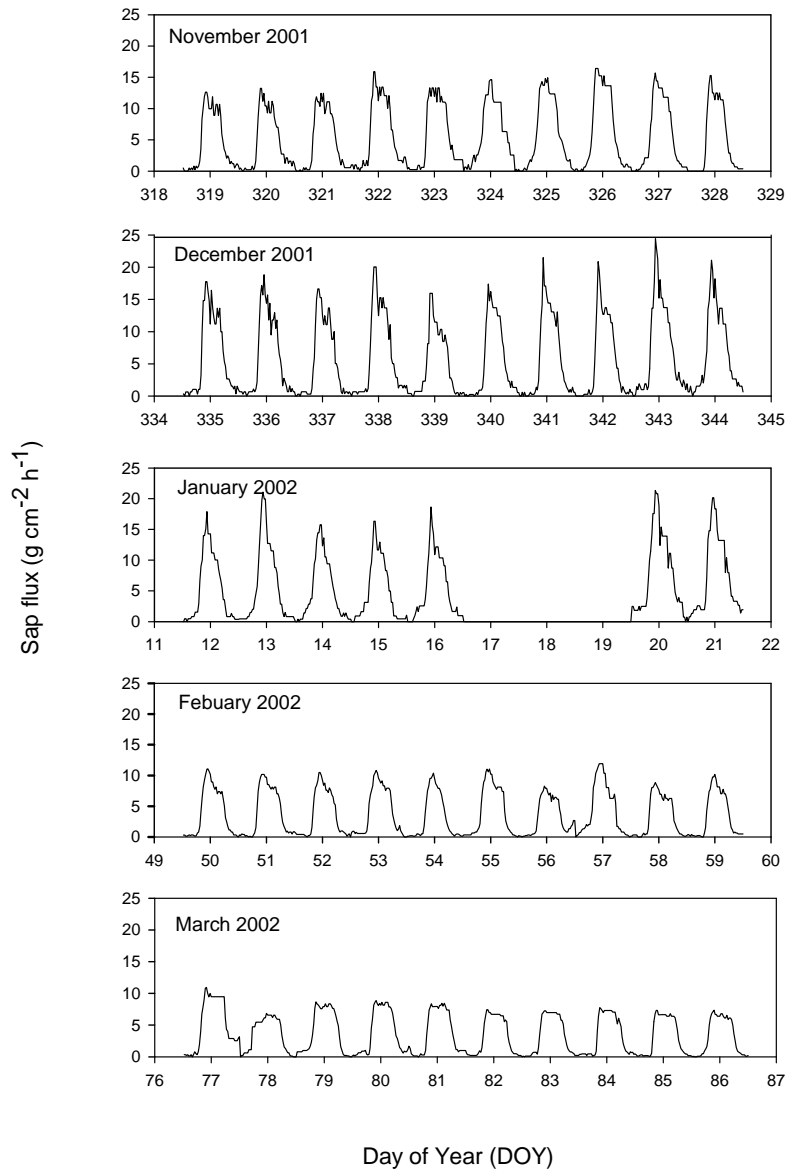 Sap flux (g cm-2 h-1)
November 2001
25
20
15
10
5
0
318 319 320 321 322 323 324 325 326 327 328 329
December 2001
25
20
15
10
5
0
334 335 336 337 338 339 340 341 342 343 344 345
January 2002
25
20
15
10
5
0
11 12 13 14 15 16 17 18 19 20 21 22
Febuary 2002
25
20
15
10
5
0
49 50 51 52 53 54 55 56 57 58 59 60
March 2002
25
20
15
10
5
0
76 77 78 79 80 81 82 83 84 85 86 87
Day of Year (DOY)